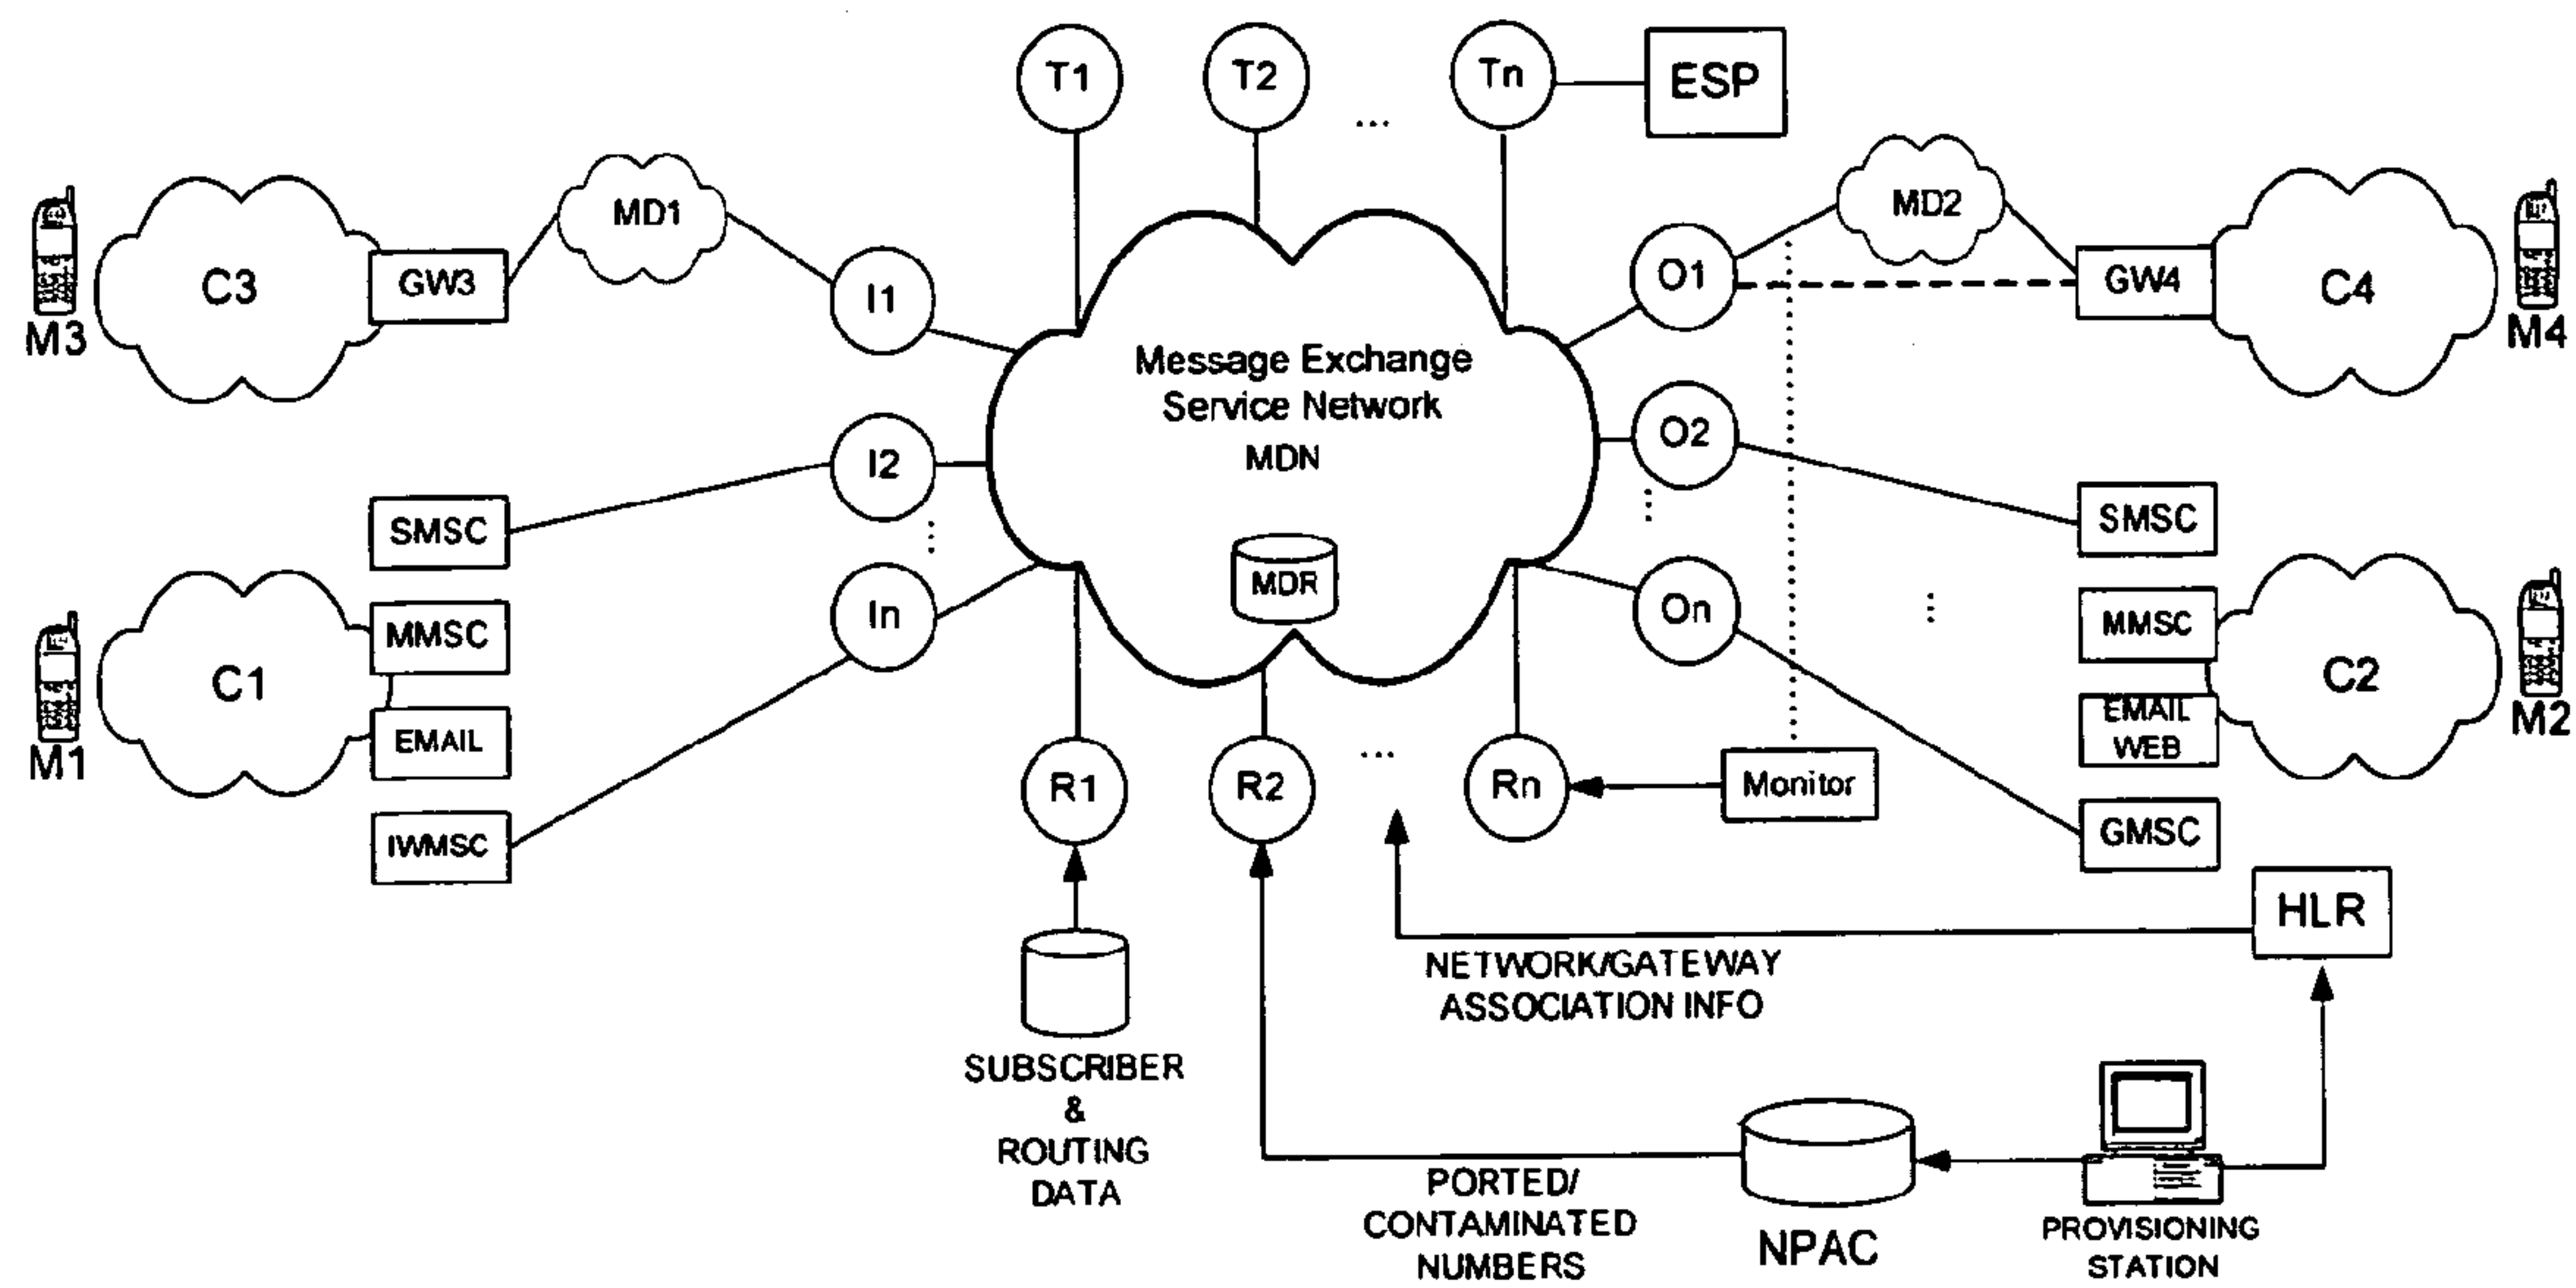 T1
T2
...
Tn
ESP
M3
C3
GW3
MD1
I1
O1
MD2
GW4
C4
M4
Message Exchange
Service Network
MDN
I2
...
In
O2
...
On
MDR
SMSC
MMSC
EMAIL
IWMSC
C1
M1
SMSC
...
MMSC
EMAIL
WEB
GMSC
C2
M2
R1
R2
...
Rn
Monitor
HLR
NETWORK/GATEWAY
ASSOCIATION INFO
SUBSCRIBER
&
ROUTING
DATA
PORTED/
CONTAMINATED
NUMBERS
NPAC
PROVISIONING
STATION